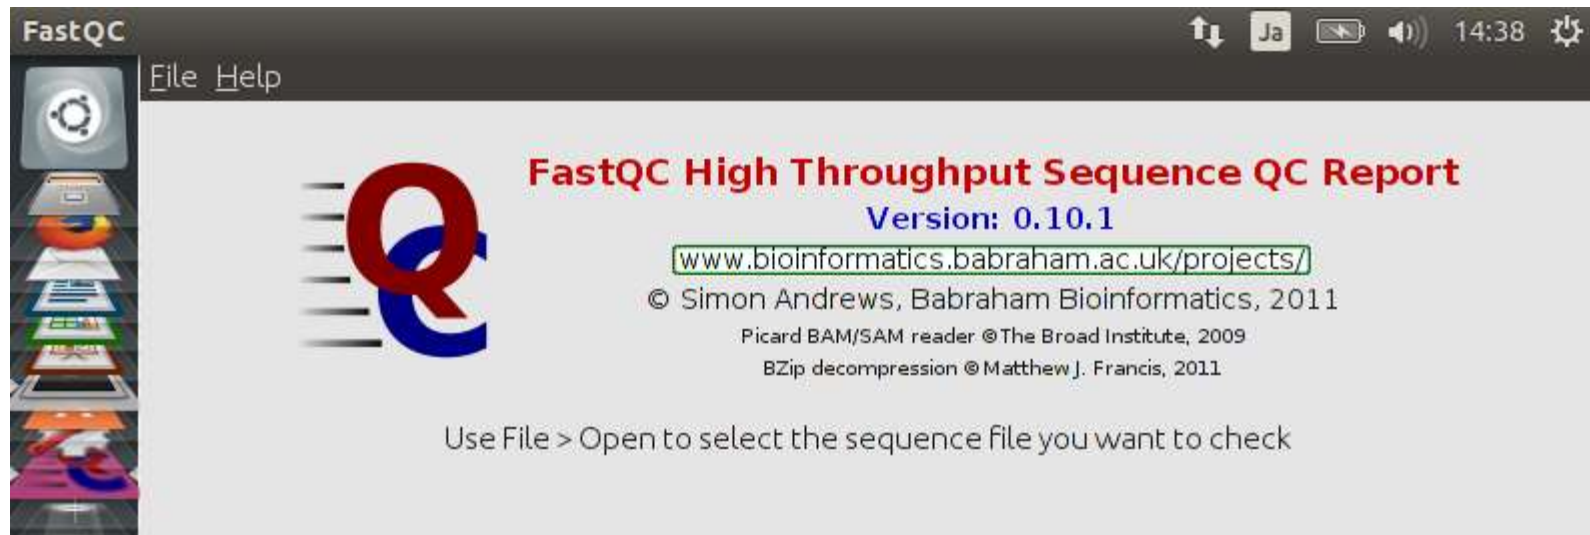 FastQC
Ja
14:38
File Help
QC
FastQC High Throughput Sequence QC Report
Version: 0.10.1
www.bioinformatics.babraham.ac.uk/projects/
© Simon Andrews, Babraham Bioinformatics, 2011
Picard BAM/SAM reader ©The Broad Institute, 2009
BZip decompression ©Matthew J. Francis, 2011
Use File > Open to select the sequence file you want to check